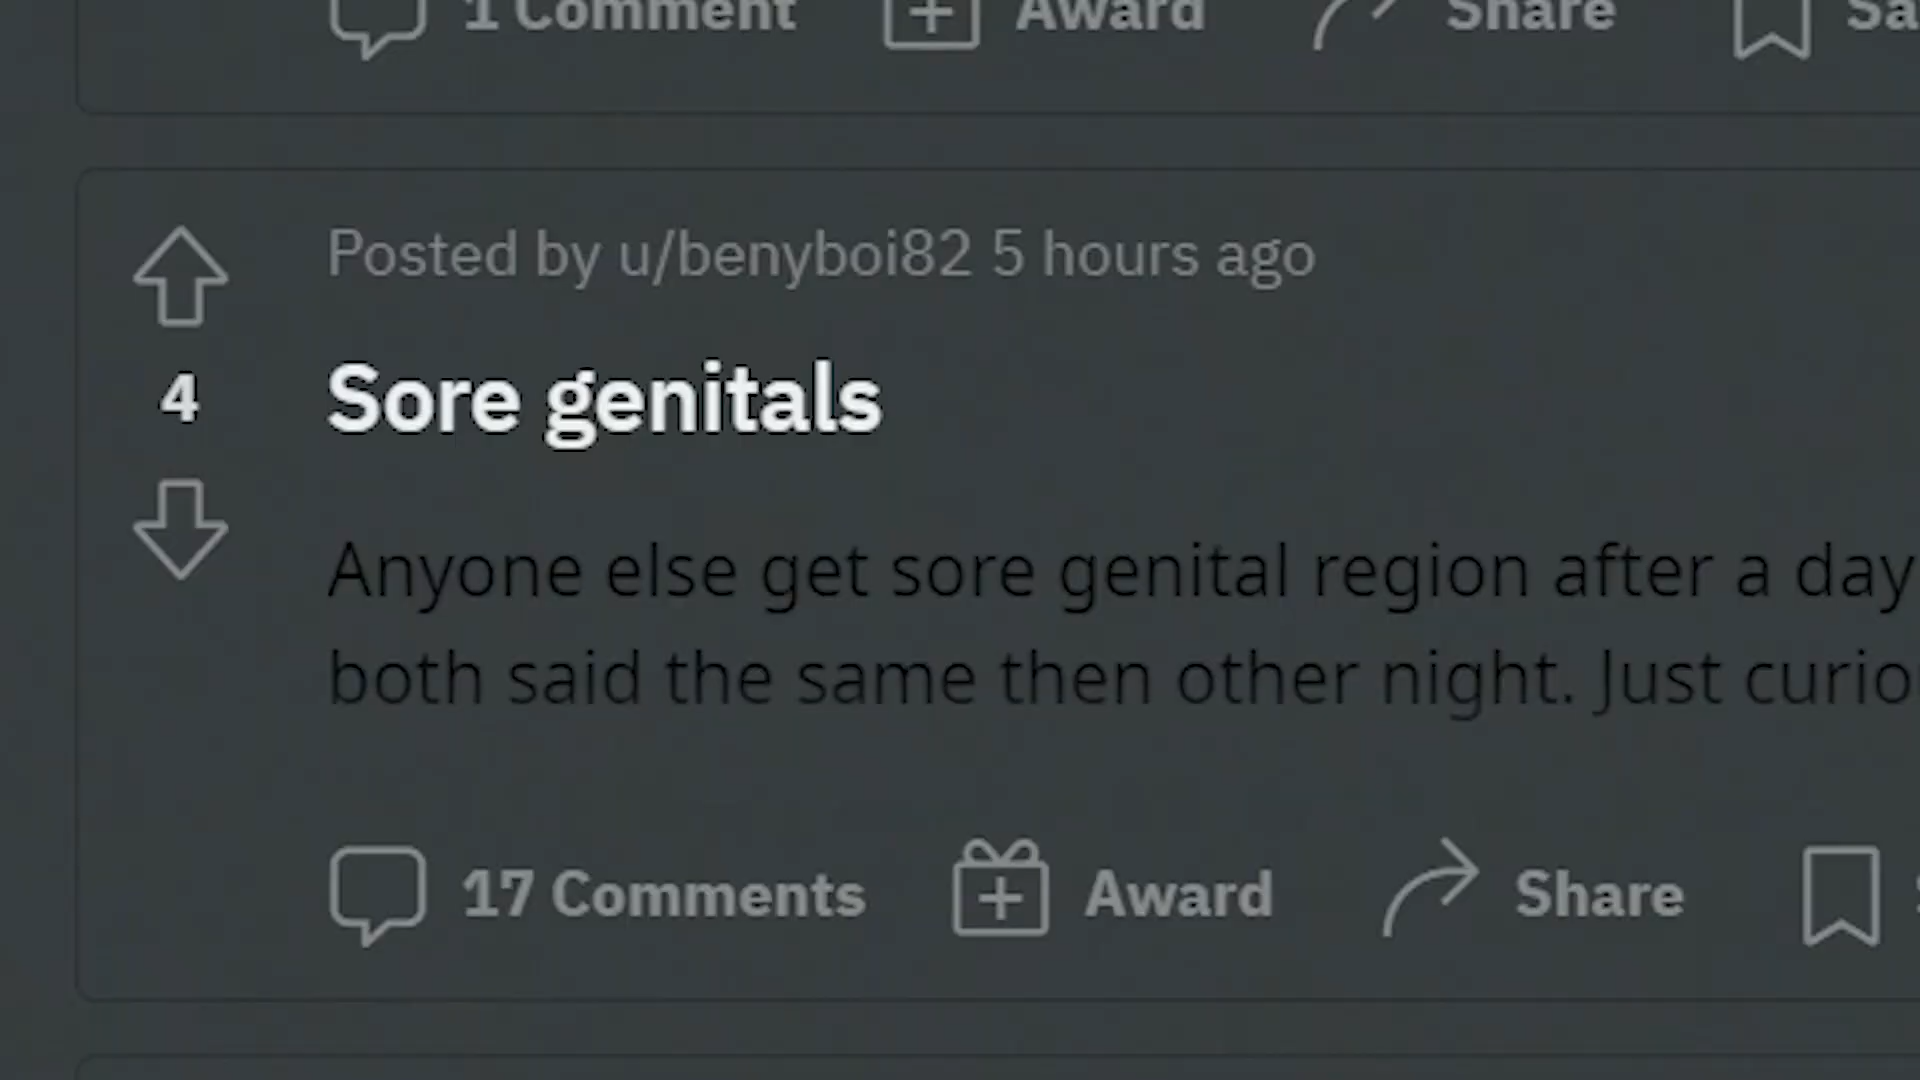 1 Comment Award Share
Posted by u/benyboi82 5 hours ago
4
Sore genitals
Anyone else get sore genital region after a day
both said the same then other night. Just
17 Comments Award Share